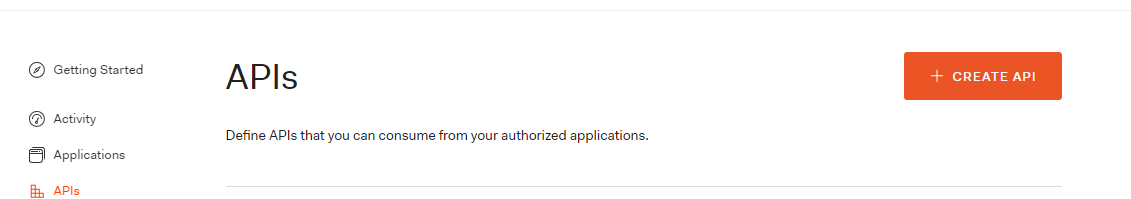 Getting Started
APIs
+ CREATE API
Activity
Define APIs that you can consume from your authorized applications.
Applications
APIs